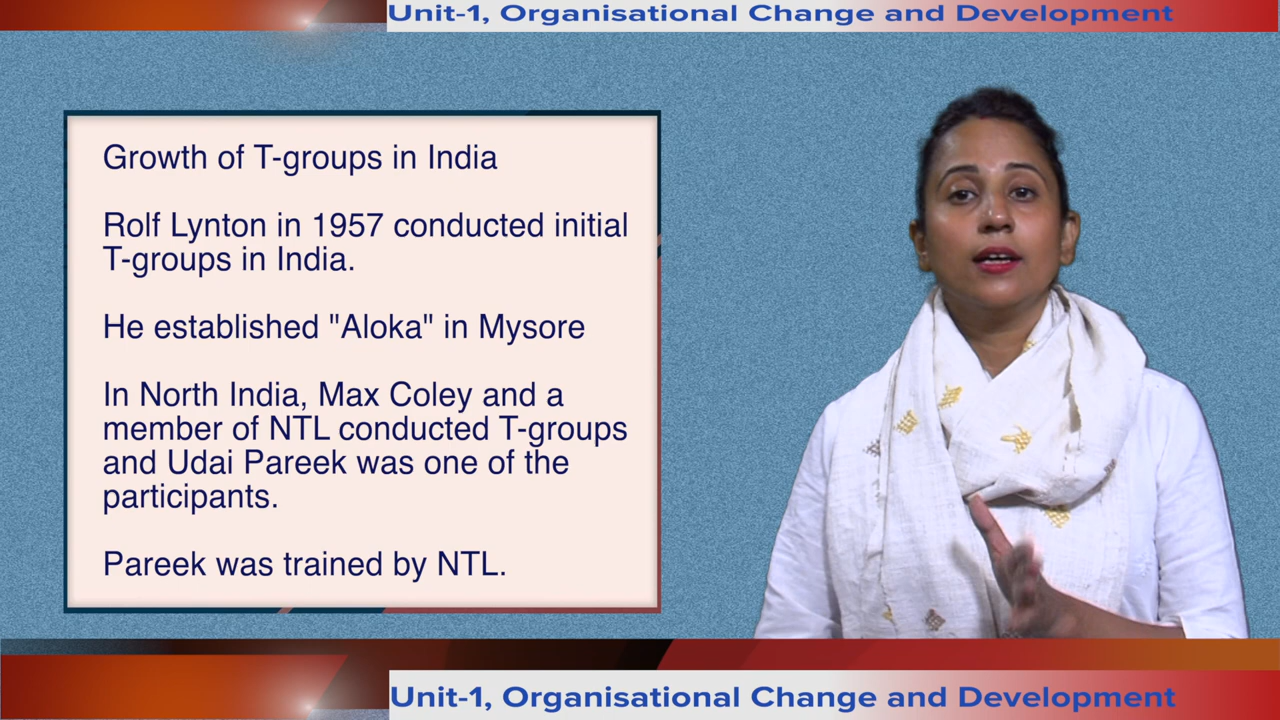 Unit-1, Organisational Change and Development
Growth of T-groups in India
Rolf Lynton in 1957 conducted initial
T-groups in India.
He established "Aloka" in Mysore
In North India, Max Coley and a
member of NTL conducted T-groups
and Udai Pareek was one of the
participants.
Pareek was trained by NTL.
Unit-1, Organisational Change and Development